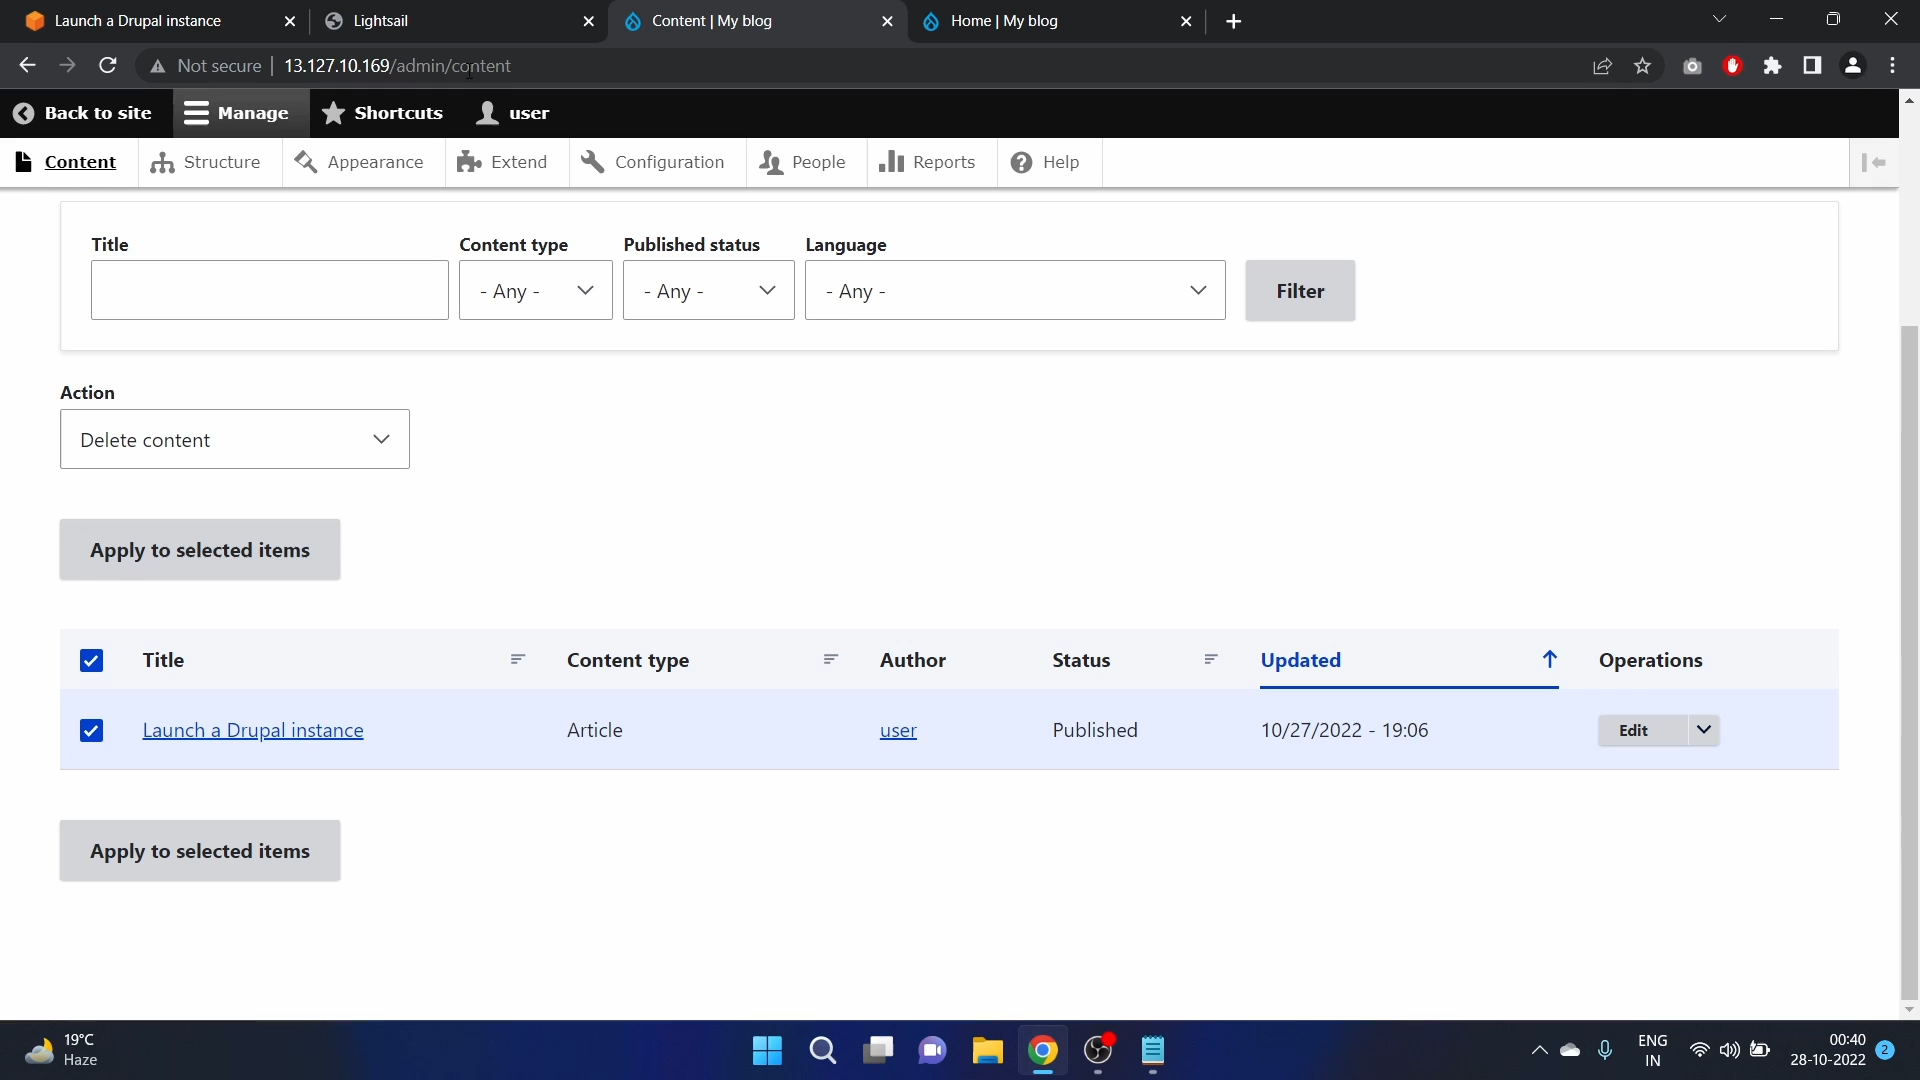 Launch a Drupal instance
Lightsail
Content | My blog
Home | My blog
Not secure
13.127.10.169/admin/content
Back to site
Manage
Shortcuts
user
Content
Structure
Appearance
Extend
Configuration
People
Reports
Help
Title
Content type
Published status
Language
- Any -
- Any -
- Any -
Filter
Action
Delete content
Apply to selected items
Title
Content type
Author
Status
Updated
Operations
Launch a Drupal instance
Article
user
Published
10/27/2022 - 19:06
Edit
Apply to selected items
19°C
Haze
ENG
IN
00:40
28-10-2022
2